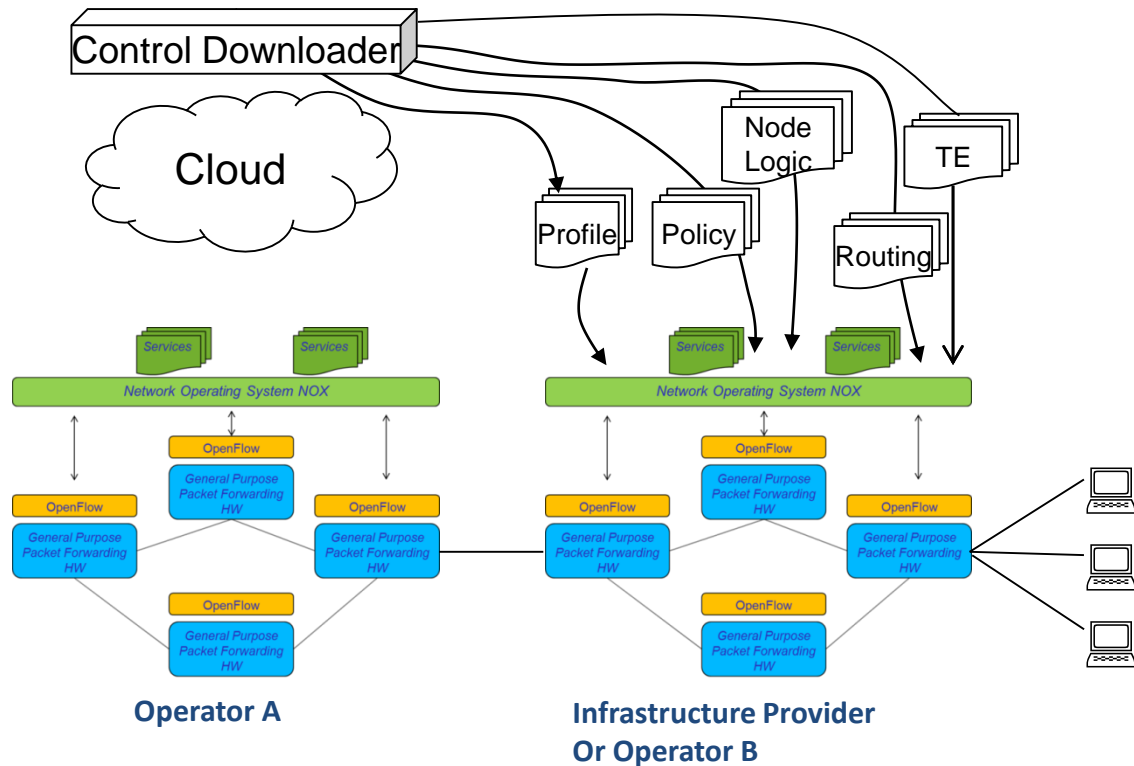 Control Downloader
Cloud
Node
Logic
TE
Profile
Policy
Routing
Services
Services
Services
Services
Network Operating System NOX
Network Operating System NOX
OpenFlow
General Purpose
Packet Forwarding
HW
OpenFlow
General Purpose
Packet Forwarding
HW
OpenFlow
General Purpose
Packet Forwarding
HW
OpenFlow
General Purpose
Packet Forwarding
HW
OpenFlow
General Purpose
Packet Forwarding
HW
OpenFlow
General Purpose
Packet Forwarding
HW
OpenFlow
General Purpose
Packet Forwarding
HW
OpenFlow
General Purpose
Packet Forwarding
HW
Operator A
Infrastructure Provider
Or Operator B